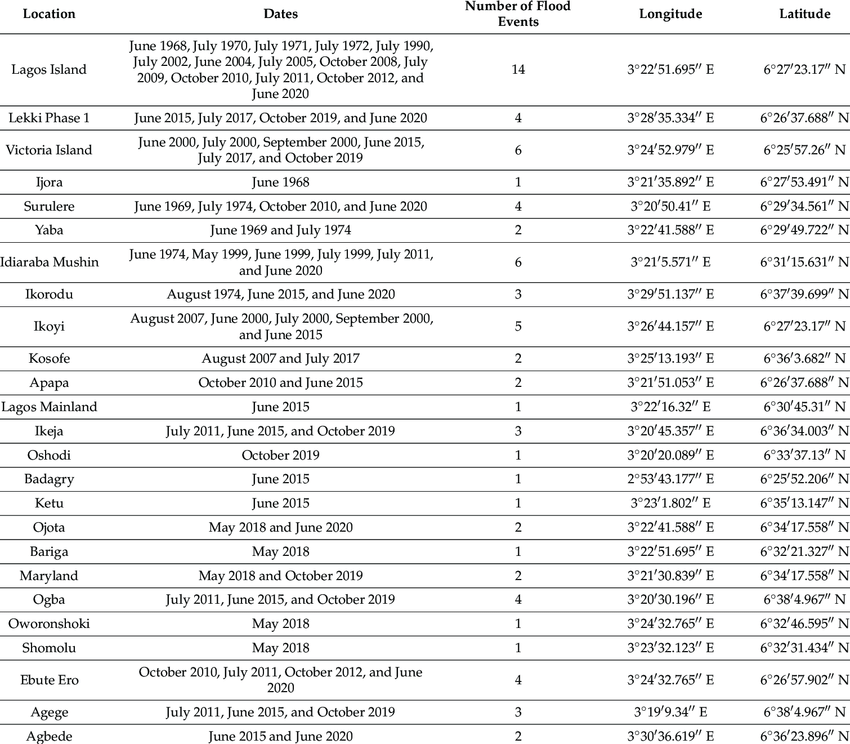 Location Dates Number of Flood Events Longitude Latitude
Lagos Island June 1968, July 1970, July 1971, July 1972, July 1990,
July 2002, June 2004, July 2005, October 2008, July
2009, October 2010, July 2011, October 2012, and
June 2020 14 3°22′51.695″ E 6°27′23.17″ N
Lekki Phase 1 June 2015, July 2017, October 2019, and June 2020 4 3°28′35.334″ E 6°26′37.688″ N
Victoria Island June 2000, July 2000, September 2000, June 2015,
July 2017, and October 2019 6 3°24′52.979″ E 6°25′57.26″ N
Ijora June 1968 1 3°21′35.892″ E 6°27′53.491″ N
Surulere June 1969, July 1974, October 2010, and June 2020 4 3°20′50.41″ E 6°29′34.561″ N
Yaba June 1969 and July 1974 2 3°22′41.588″ E 6°29′49.722″ N
Idiaraba Mushin June 1974, May 1999, June 1999, July 1999, July 2011,
and June 2020 6 3°21′5.571″ E 6°31′15.631″ N
Ikorodu August 1974, June 2015, and June 2020 3 3°29′51.137″ E 6°37′39.699″ N
Ikoyi August 2007, June 2000, July 2000, September 2000,
and June 2015 5 3°26′44.157″ E 6°27′23.17″ N
Kosofe August 2007 and July 2017 2 3°25′13.193″ E 6°36′3.682″ N
Apapa October 2010 and June 2015 2 3°21′51.053″ E 6°26′37.688″ N
Lagos Mainland June 2015 1 3°22′16.32″ E 6°30′45.31″ N
Ikeja July 2011, June 2015, and October 2019 3 3°20′45.357″ E 6°36′34.003″ N
Oshodi October 2019 1 3°20′20.089″ E 6°33′37.13″ N
Badagry June 2015 1 2°53′43.177″ E 6°25′52.206″ N
Ketu June 2015 1 3°23′1.802″ E 6°35′13.147″ N
Ojota May 2018 and June 2020 2 3°22′41.588″ E 6°34′17.558″ N
Bariga May 2018 1 3°22′51.695″ E 6°32′21.327″ N
Maryland May 2018 and October 2019 2 3°21′30.839″ E 6°34′17.558″ N
Ogba July 2011, June 2015, and October 2019 4 3°20′30.196″ E 6°38′4.967″ N
Oworonshoki May 2018 1 3°24′32.765″ E 6°32′46.595″ N
Shomolu May 2018 1 3°23′32.123″ E 6°32′31.434″ N
Ebute Ero October 2010, July 2011, October 2012, and June
2020 4 3°24′32.765″ E 6°26′57.902″ N
Agege July 2011, June 2015, and October 2019 3 3°19′9.34″ E 6°38′4.967″ N
Agbede June 2015 and June 2020 2 3°30′36.619″ E 6°36′23.896″ N